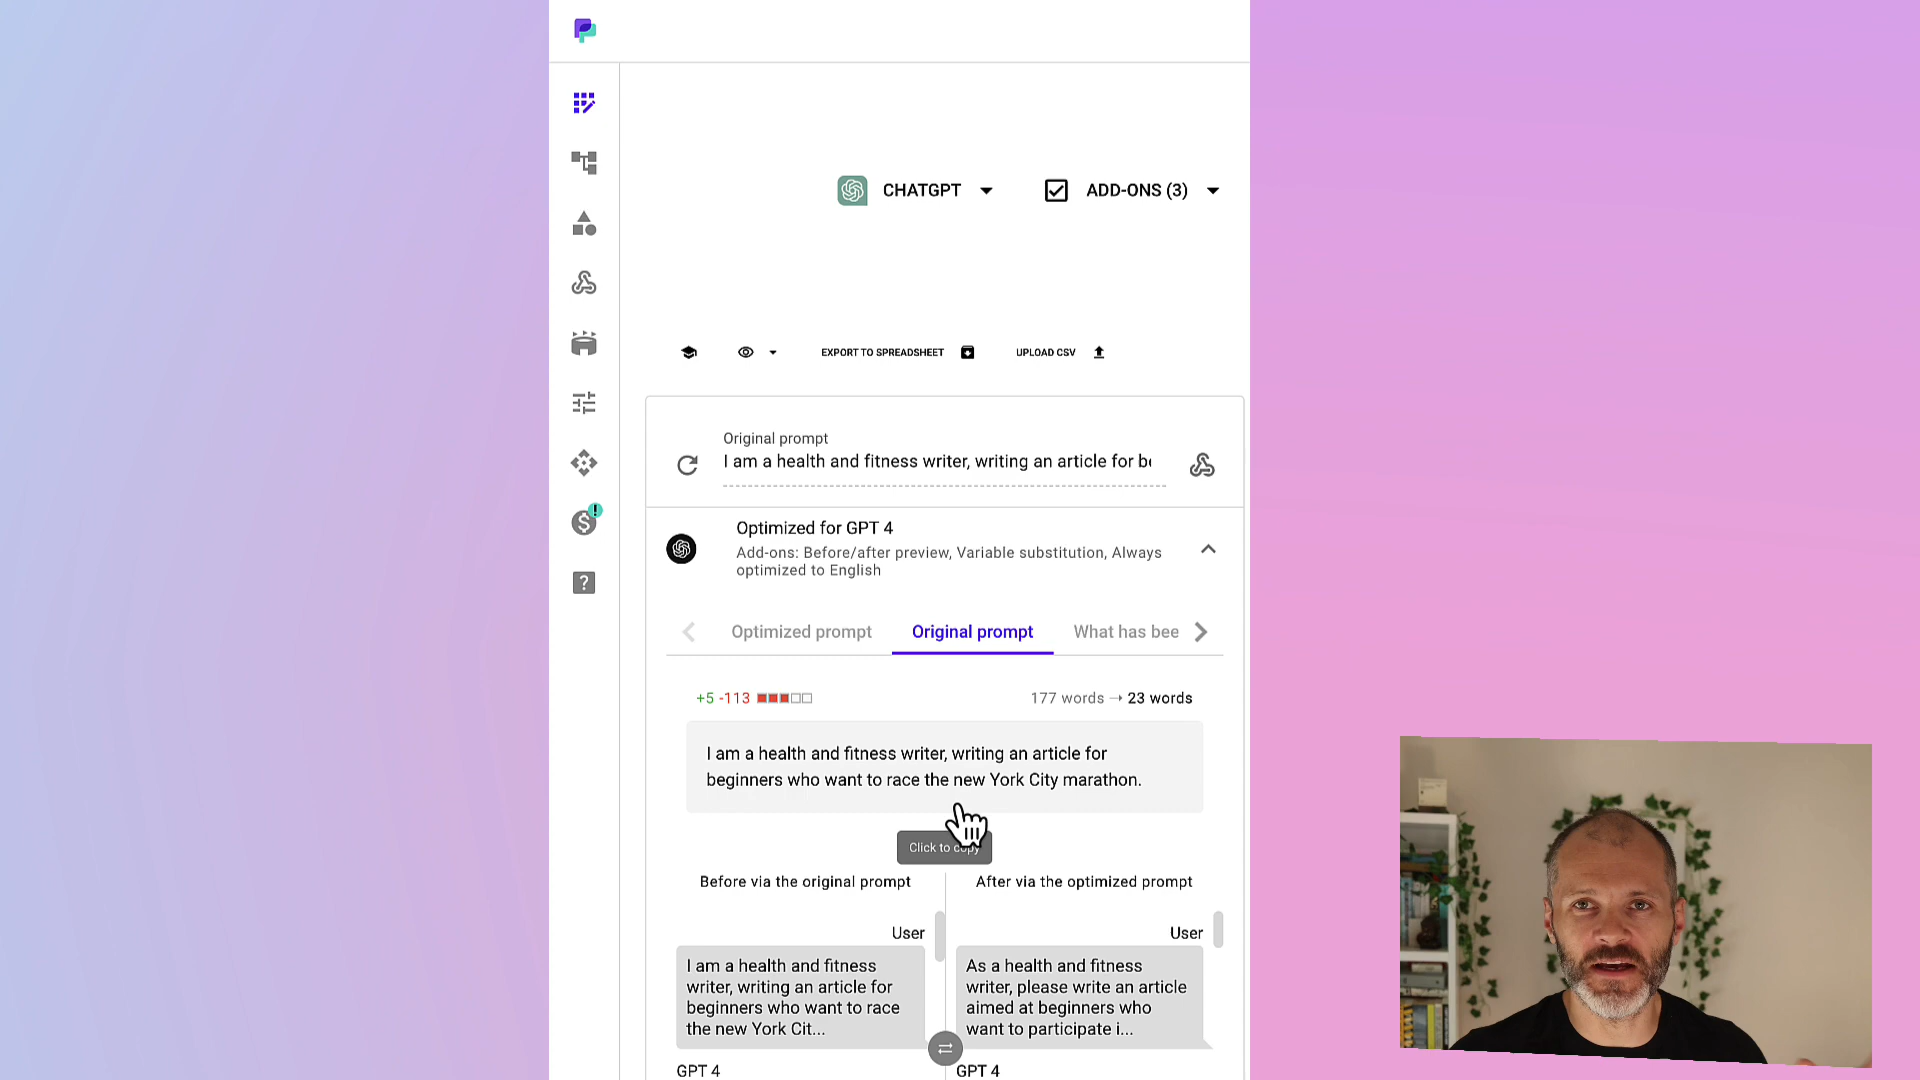 CHATGPT
ADD-ONS (3)
EXPORT TO SPREADSHEET
UPLOAD CSV
Original prompt
I am a health and fitness writer, writing an article for be
Optimized for GPT 4
Add-ons: Before/after preview, Variable substitution, Always
optimized to English
Optimized prompt
Original prompt
What has bee
+5 -113
177 words → 23 words
I am a health and fitness writer, writing an article for
beginners who want to race the new York City marathon.
Click to copy
Before via the original prompt
After via the optimized prompt
User
I am a health and fitness
writer, writing an article for
beginners who want to race
the new York Cit...
GPT 4
User
As a health and fitness
writer, please write an article
aimed at beginners who
want to participate i...
GPT 4